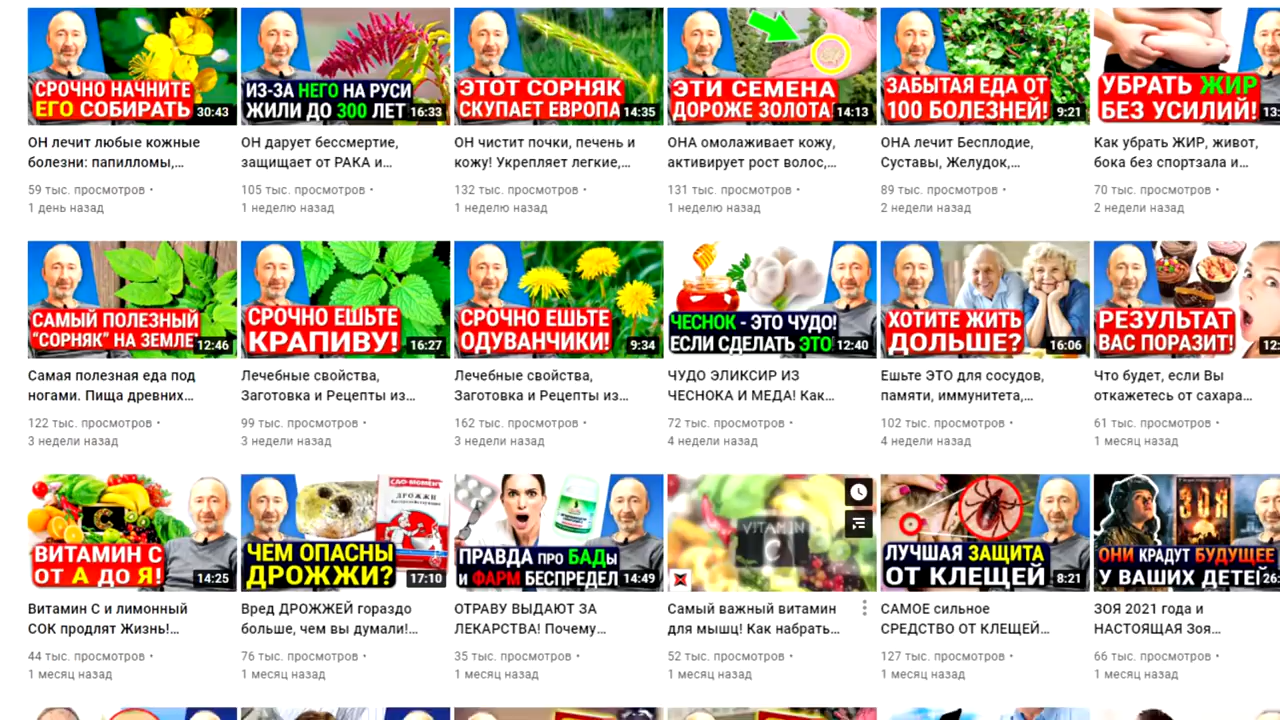 СРОЧНО НАЧНИТЕ
ЕГО СОБИРАТЬ
30:43
ОН лечит любые кожные
болезни: папилломы,...
59 тыс. просмотров •
1 день назад
ИЗ-ЗА НЕГО НА РУСИ
ЖИЛИ ДО 300 ЛЕТ
16:33
ОН дарует бессмертие,
защищает от РАКА и...
105 тыс. просмотров •
1 неделю назад
ЭТОТ СОРНЯК
СКУПАЕТ ЕВРОПА
14:35
ОН чистит почки, печень и
кожу! Укрепляет легкие,...
132 тыс. просмотров •
1 неделю назад
ЭТИ СЕМЕНА
ДОРОЖЕ ЗОЛОТА!
14:13
ОНА омолаживает кожу,
активирует рост волос,...
131 тыс. просмотров •
1 неделю назад
ЗАБЫТАЯ ЕДА ОТ
100 БОЛЕЗНЕЙ!
9:21
ОНА лечит Бесплодие,
Суставы, Желудок,...
89 тыс. просмотров •
2 недели назад
УБРАТЬ ЖИР
БЕЗ УСИЛИЙ!
13:
Как убрать ЖИР, живот,
бока без спортзала и...
70 тыс. просмотров •
2 недели назад
САМЫЙ ПОЛЕЗНЫЙ
"СОРНЯК" НА ЗЕМЛЕ
12:46
Самая полезная еда под
ногами. Пища древних...
122 тыс. просмотров •
3 недели назад
СРОЧНО ЕШЬТЕ
КРАПИВУ!
16:27
Лечебные свойства,
Заготовка и Рецепты из...
99 тыс. просмотров •
3 недели назад
СРОЧНО ЕШЬТЕ
ОДУВАНЧИКИ!
9:34
Лечебные свойства,
Заготовка и Рецепты из...
162 тыс. просмотров •
3 недели назад
ЧЕСНОК - ЭТО ЧУДО!
ЕСЛИ СДЕЛАТЬ ЭТО
12:40
ЧУДО ЭЛИКСИР ИЗ
ЧЕСНОКА И МЕДА! Как...
72 тыс. просмотров •
4 недели назад
ХОТИТЕ ЖИТЬ
ДОЛЬШЕ?
16:06
Ешьте ЭТО для сосудов,
памяти, иммунитета,...
102 тыс. просмотров •
4 недели назад
РЕЗУЛЬТАТ
ВАС ПОРАЗИТ!
12:
Что будет, если Вы
откажетесь от сахара...
61 тыс. просмотров •
1 месяц назад
C
ВИТАМИН С
ОТ А ДО Я!
14:25
Витамин С и лимонный
СОК продлят Жизнь!...
44 тыс. просмотров •
1 месяц назад
САФ-МОМЕНТ
ДРОЖЖИ
ЧЕМ ОПАСНЫ
ДРОЖЖИ?
17:10
Вред ДРОЖЖЕЙ гораздо
больше, чем вы думали!...
76 тыс. просмотров •
1 месяц назад
ПРАВДА ПРО БАДы
И ФАРМ БЕСПРЕДЕЛ
14:49
ОТРАВУ ВЫДАЮТ ЗА
ЛЕКАРСТВА! Почему...
35 тыс. просмотров •
1 месяц назад
VITAMIN
C
Самый важный витамин
для мышц! Как набрать...
52 тыс. просмотров •
1 месяц назад
ЛУЧШАЯ ЗАЩИТА
ОТ КЛЕЩЕЙ
8:21
САМОЕ сильное
СРЕДСТВО ОТ КЛЕЩЕЙ...
127 тыс. просмотров •
1 месяц назад
ЗОЯ
ОНИ КРАДУТ БУДУЩЕЕ
У ВАШИХ ДЕТЕЙ
26:
ЗОЯ 2021 года и
НАСТОЯЩАЯ Зоя...
66 тыс. просмотров •
1 месяц назад